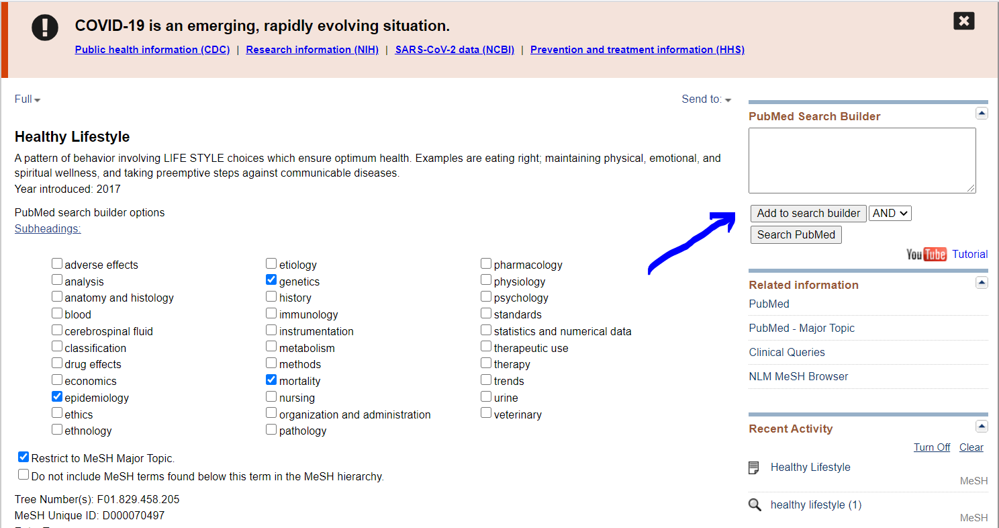 COVID-19 is an emerging, rapidly evolving situation.
Public health information (CDC) | Research information (NIH) | SARS-CoV-2 data (NCBI) | Prevention and treatment information (HHS)
Full
Send to:
Healthy Lifestyle
A pattern of behavior involving LIFE STYLE choices which ensure optimum health. Examples are eating right; maintaining physical, emotional, and
spiritual wellness, and taking preemptive steps against communicable diseases.
Year introduced: 2017
PubMed search builder options
Subheadings:
adverse effects
analysis
anatomy and histology
blood
cerebrospinal fluid
classification
drug effects
economics
epidemiology
ethics
ethnology
etiology
genetics
history
immunology
instrumentation
metabolism
methods
mortality
nursing
organization and administration
pathology
pharmacology
physiology
psychology
standards
statistics and numerical data
therapeutic use
therapy
trends
urine
veterinary
Restrict to MeSH Major Topic.
Do not include MeSH terms found below this term in the MeSH hierarchy.
Tree Number(s): F01.829.458.205
MeSH Unique ID: D000070497
PubMed Search Builder
Add to search builder AND
Search PubMed
YouTube Tutorial
Related information
PubMed
PubMed - Major Topic
Clinical Queries
NLM MeSH Browser
Recent Activity
Turn Off Clear
Healthy Lifestyle
MeSH
healthy lifestyle (1)
MeSH